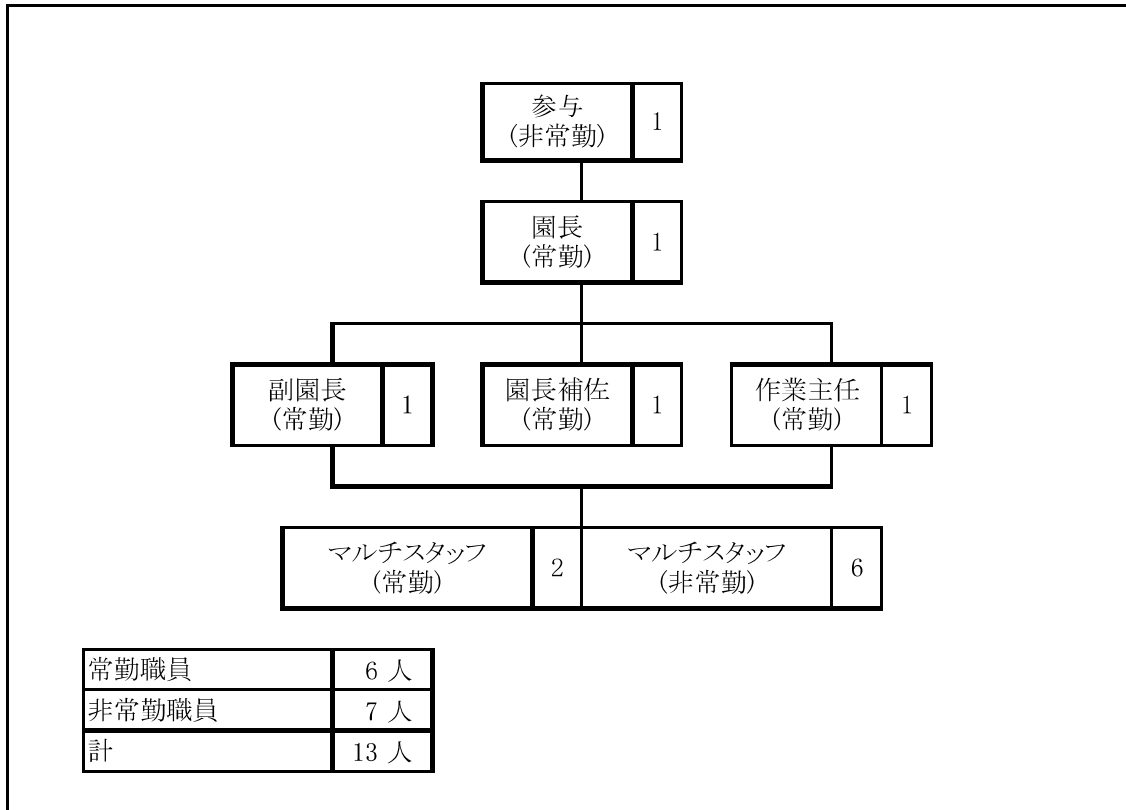 参与
(非常勤)
1
園長
(常勤)
1
副園長
(常勤)
1
園長補佐
(常勤)
1
作業主任
(常勤)
1
マルチスタッフ
(常勤)
2
マルチスタッフ
(非常勤)
6
常勤職員 6 人
非常勤職員 7 人
計 13 人